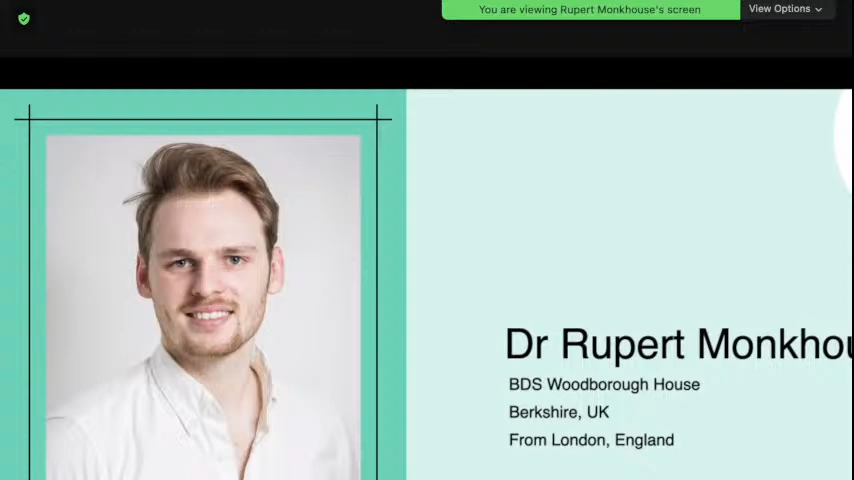 You are viewing Rupert Monkhouse's screen
View Options
Dr Rupert Monkhou
BDS Woodborough House
Berkshire, UK
From London, England